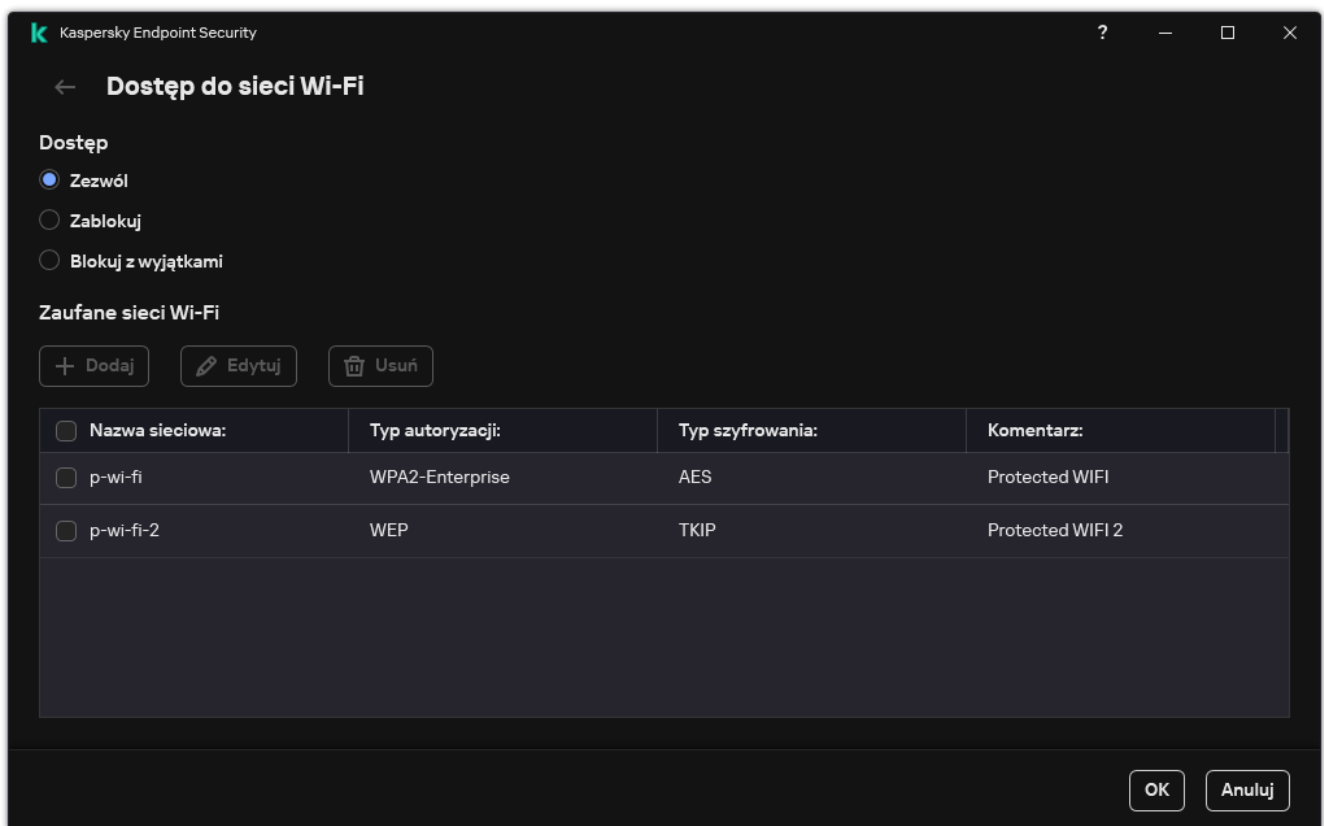 Kaspersky Endpoint Security ?
Dostęp do sieci Wi-Fi
Dostęp
Zezwól
Zablokuj
Blokuj z wyjątkami
Zaufane sieci Wi-Fi
Dodaj Edytuj Usuń
Nazwa sieciowa: Typ autoryzacji: Typ szyfrowania: Komentarz:
p-wi-fi WPA2-Enterprise AES Protected WIFI
p-wi-fi-2 WEP TKIP Protected WIFI 2
OK Anuluj